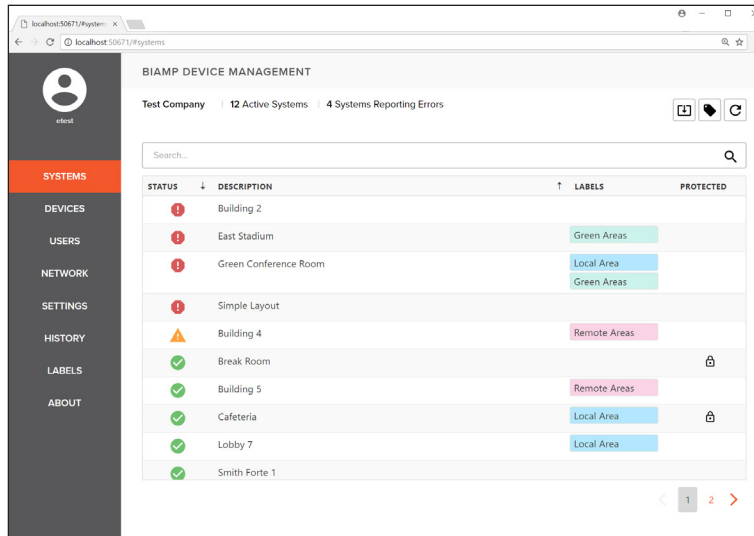 localhost:50671/#system
localhost:50671/#systems
etest
SYSTEMS
DEVICES
USERS
NETWORK
SETTINGS
HISTORY
LABELS
ABOUT
BIAMP DEVICE MANAGEMENT
Test Company 12 Active Systems 4 Systems Reporting Errors
Search...
STATUS DESCRIPTION LABELS PROTECTED
Building 2
East Stadium Green Areas
Green Conference Room Local Area
Green Areas
Simple Layout
Building 4 Remote Areas
Break Room
Building 5 Remote Areas
Cafeteria Local Area
Lobby 7 Local Area
Smith Forte 1
1 2